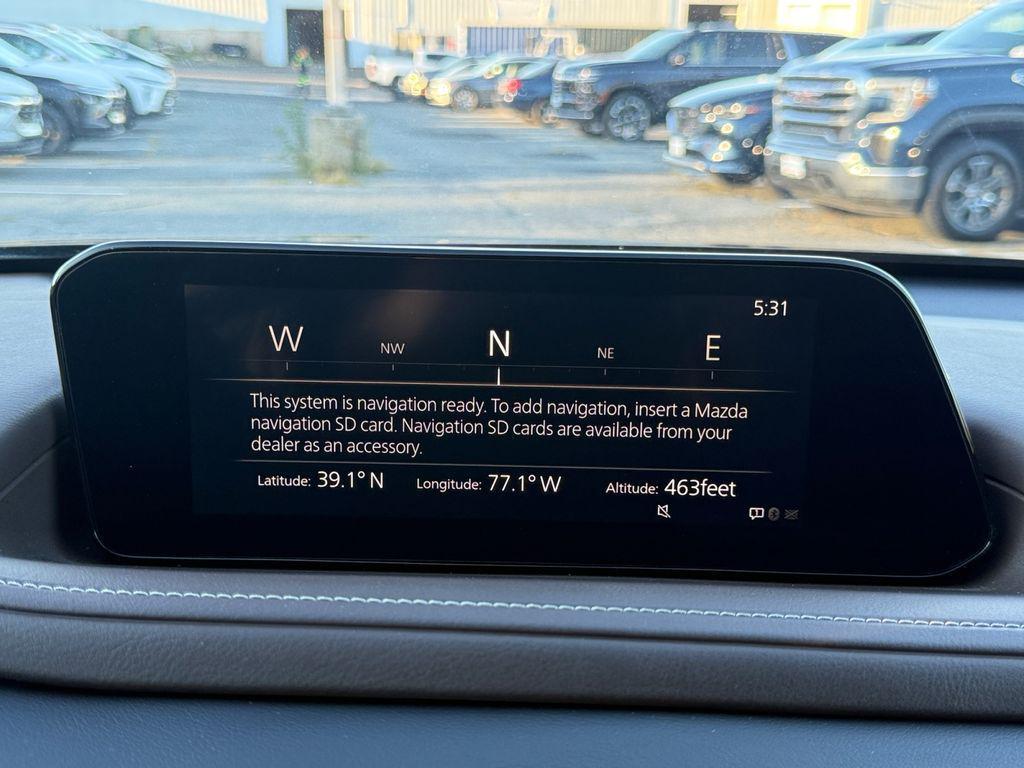 5:31
W NW N NE E
This system is navigation ready. To add navigation, insert a Mazda
navigation SD card. Navigation SD cards are available from your
dealer as an accessory.
Latitude: 39.1° N Longitude: 77.1° W Altitude: 463feet